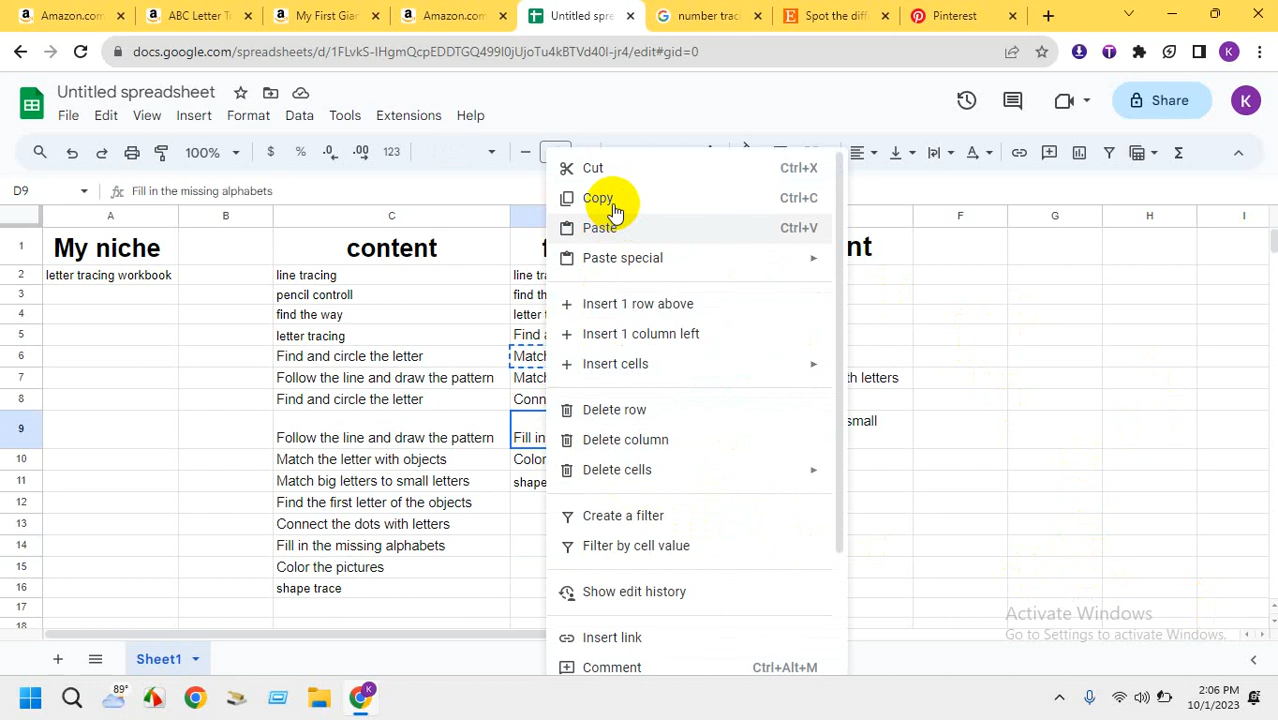 Amazon.com
ABC Letter Tr
My First Gian
Amazon.com
Untitled spre
number trac
Spot the diff
Pinterest
docs.google.com/spreadsheets/d/1FLvkS-IHgmQcpEDDTGQ499I0jUjoTu4kBTVd40I-jr4/edit#gid=0
K
Untitled spreadsheet
File Edit View Insert Format Data Tools Extensions Help
Share
K
100% $ % .0 .00 123
D9 Fill in the missing alphabets
A B C F G H I
1 My niche content f nt
2 letter tracing workbook line tracing line tra
3 pencil controll find th
4 find the way letter t
5 letter tracing Find a
6 Find and circle the letter Match
7 Follow the line and draw the pattern Match th letters
8 Find and circle the letter Conn
small
9 Follow the line and draw the pattern Fill in
10 Match the letter with objects Color
11 Match big letters to small letters shape
12 Find the first letter of the objects
13 Connect the dots with letters
14 Fill in the missing alphabets
15 Color the pictures
16 shape trace
17
18
Cut Ctrl+X
Copy Ctrl+C
Paste Ctrl+V
Paste special
Insert 1 row above
Insert 1 column left
Insert cells
Delete row
Delete column
Delete cells
Create a filter
Filter by cell value
Show edit history
Insert link
Comment Ctrl+Alt+M
Activate Windows
Go to Settings to activate Windows.
Sheet1
89°
K
2:06 PM
10/1/2023